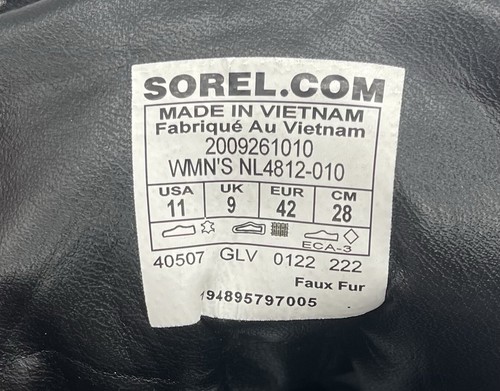 SOREL.COM
MADE IN VIETNAM
Fabriqué Au Vietnam
2009261010
WMN'S NL4812-010
USA UK EUR CM
11 9 42 28
ECA-3
40507 GLV 0122 222
Faux Fur
194895797005